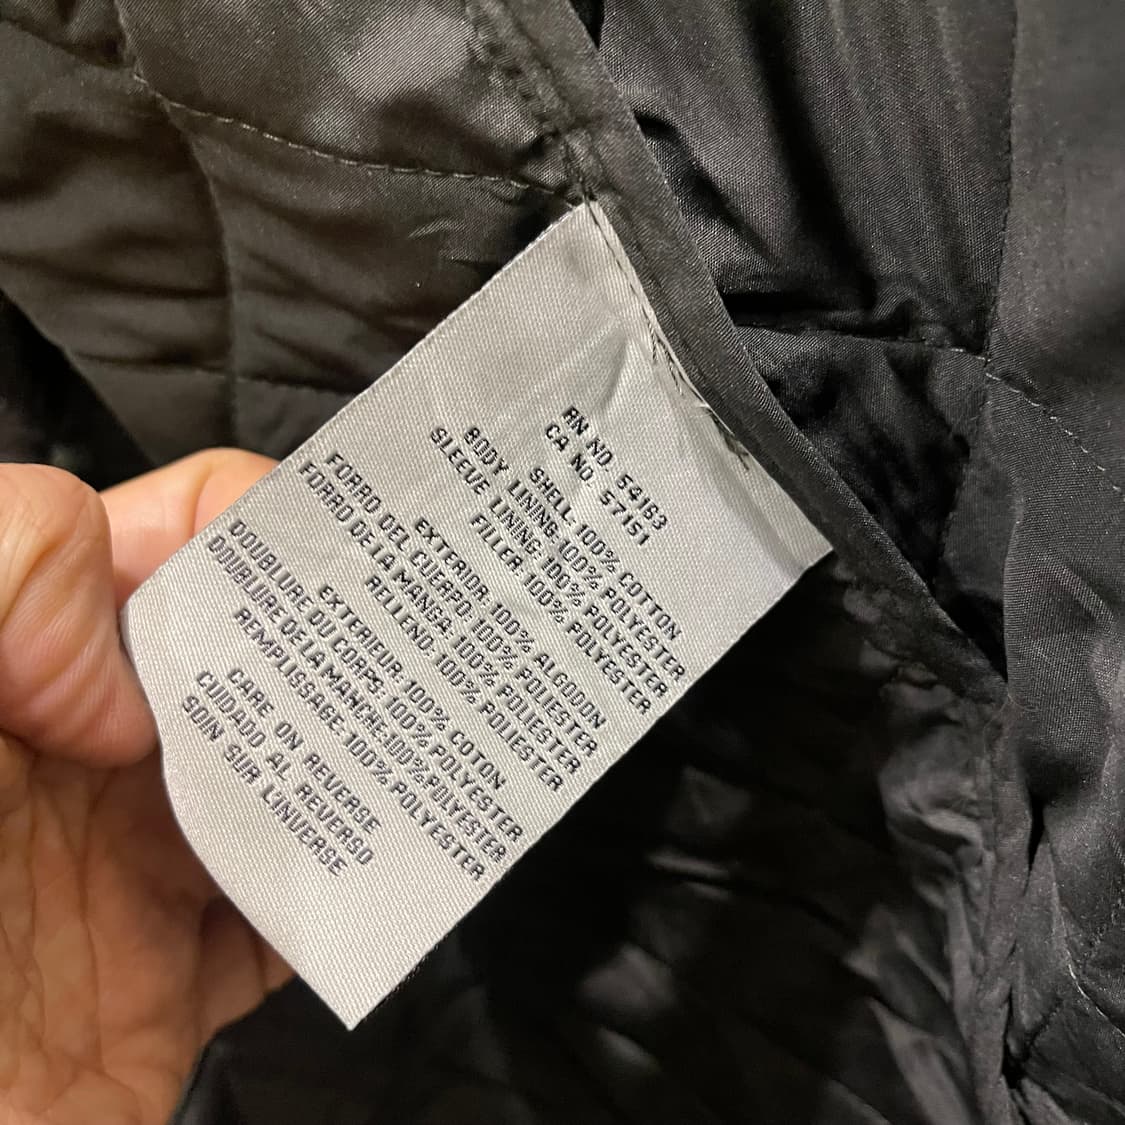 RN NO. 54163
CA NO. 57151
SHELL: 100% COTTON
BODY LINING: 100% POLYESTER
SLEEVE LINING: 100% POLYESTER
FILLER: 100% POLYESTER
EXTERIOR: 100% ALGODON
FORRO DEL CUERPO: 100% POLIESTER
FORRO DE LA MANGA: 100% POLIESTER
RELLENO: 100% POLIESTER
EXTERIEUR: 100% COTON
DOUBLURE DU CORPS: 100% POLYESTER
DOUBLURE DE LA MANCHE: 100% POLYESTER
REMPLISSAGE: 100% POLYESTER
CARE ON REVERSE
CUIDADO AL REVERSO
SOIN SUR L'INVERSE